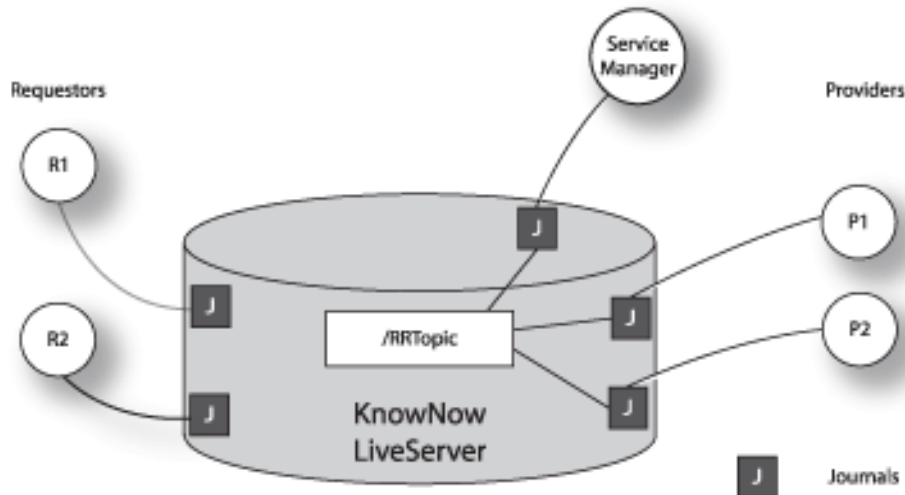 Service
Manager
Requestors
Providers
R1
J
P1
J
J
R2
/RRTopic
P2
J
J
KnowNow
LiveServer
J
Journals